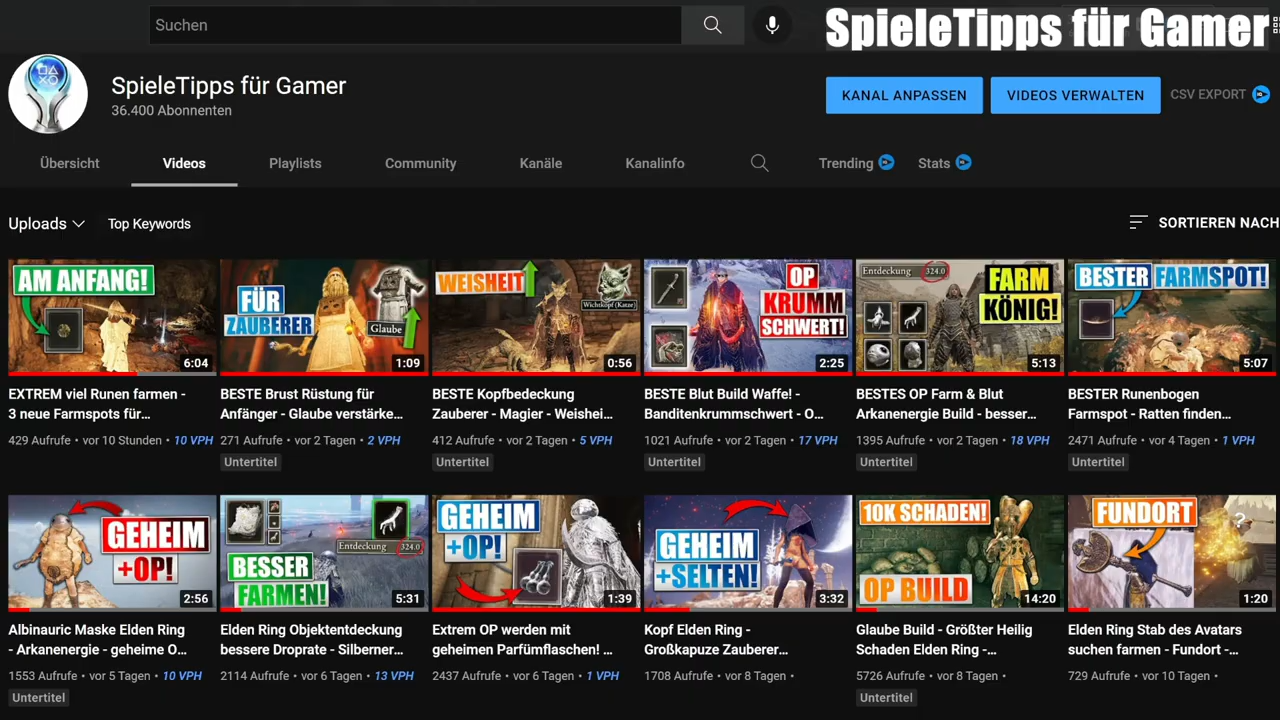 Suchen
SpieleTipps für Gamer
SpieleTipps für Gamer
36.400 Abonnenten
KANAL ANPASSEN
VIDEOS VERWALTEN
CSV EXPORT
Übersicht
Videos
Playlists
Community
Kanäle
Kanalinfo
Trending
Stats
Uploads
Top Keywords
SORTIEREN NACH
AM ANFANG!
6:04
EXTREM viel Runen farmen -
3 neue Farmspots für...
429 Aufrufe • vor 10 Stunden • 10 VPH
FÜR
ZAUBERER
Glaube
1:09
BESTE Brust Rüstung für
Anfänger - Glaube verstärke...
271 Aufrufe • vor 2 Tagen • 2 VPH
Untertitel
WEISHEIT
Wichtkopf (Katze)
0:56
BESTE Kopfbedeckung
Zauberer - Magier - Weishei...
412 Aufrufe • vor 2 Tagen • 5 VPH
Untertitel
OP
KRUMM
SCHWERT!
2:25
BESTE Blut Build Waffe! -
Banditenkrummschwert - O...
1021 Aufrufe • vor 2 Tagen • 17 VPH
Untertitel
Entdeckung 324.0
FARM
KÖNIG!
5:13
BESTES OP Farm & Blut
Arkanenergie Build - besser...
1395 Aufrufe • vor 2 Tagen • 18 VPH
Untertitel
BESTER FARMSPOT!
5:07
BESTER Runenbogen
Farmspot - Ratten finden...
2471 Aufrufe • vor 4 Tagen • 1 VPH
Untertitel
GEHEIM
+OP!
2:56
Albinauric Maske Elden Ring
- Arkanenergie - geheime O...
1553 Aufrufe • vor 5 Tagen • 10 VPH
Untertitel
Entdeckung 324.0
BESSER
FARMEN!
5:31
Elden Ring Objektentdeckung
bessere Droprate - Silberner...
2114 Aufrufe • vor 6 Tagen • 13 VPH
GEHEIM
+OP!
1:39
Extrem OP werden mit
geheimen Parfümflaschen! ...
2437 Aufrufe • vor 6 Tagen • 1 VPH
GEHEIM
+SELTEN!
3:32
Kopf Elden Ring -
Großkapuze Zauberer...
1708 Aufrufe • vor 8 Tagen •
10K SCHADEN!
OP BUILD
14:20
Glaube Build - Größter Heilig
Schaden Elden Ring -...
5726 Aufrufe • vor 8 Tagen •
Untertitel
FUNDORT
?
1:20
Elden Ring Stab des Avatars
suchen farmen - Fundort -...
729 Aufrufe • vor 10 Tagen •